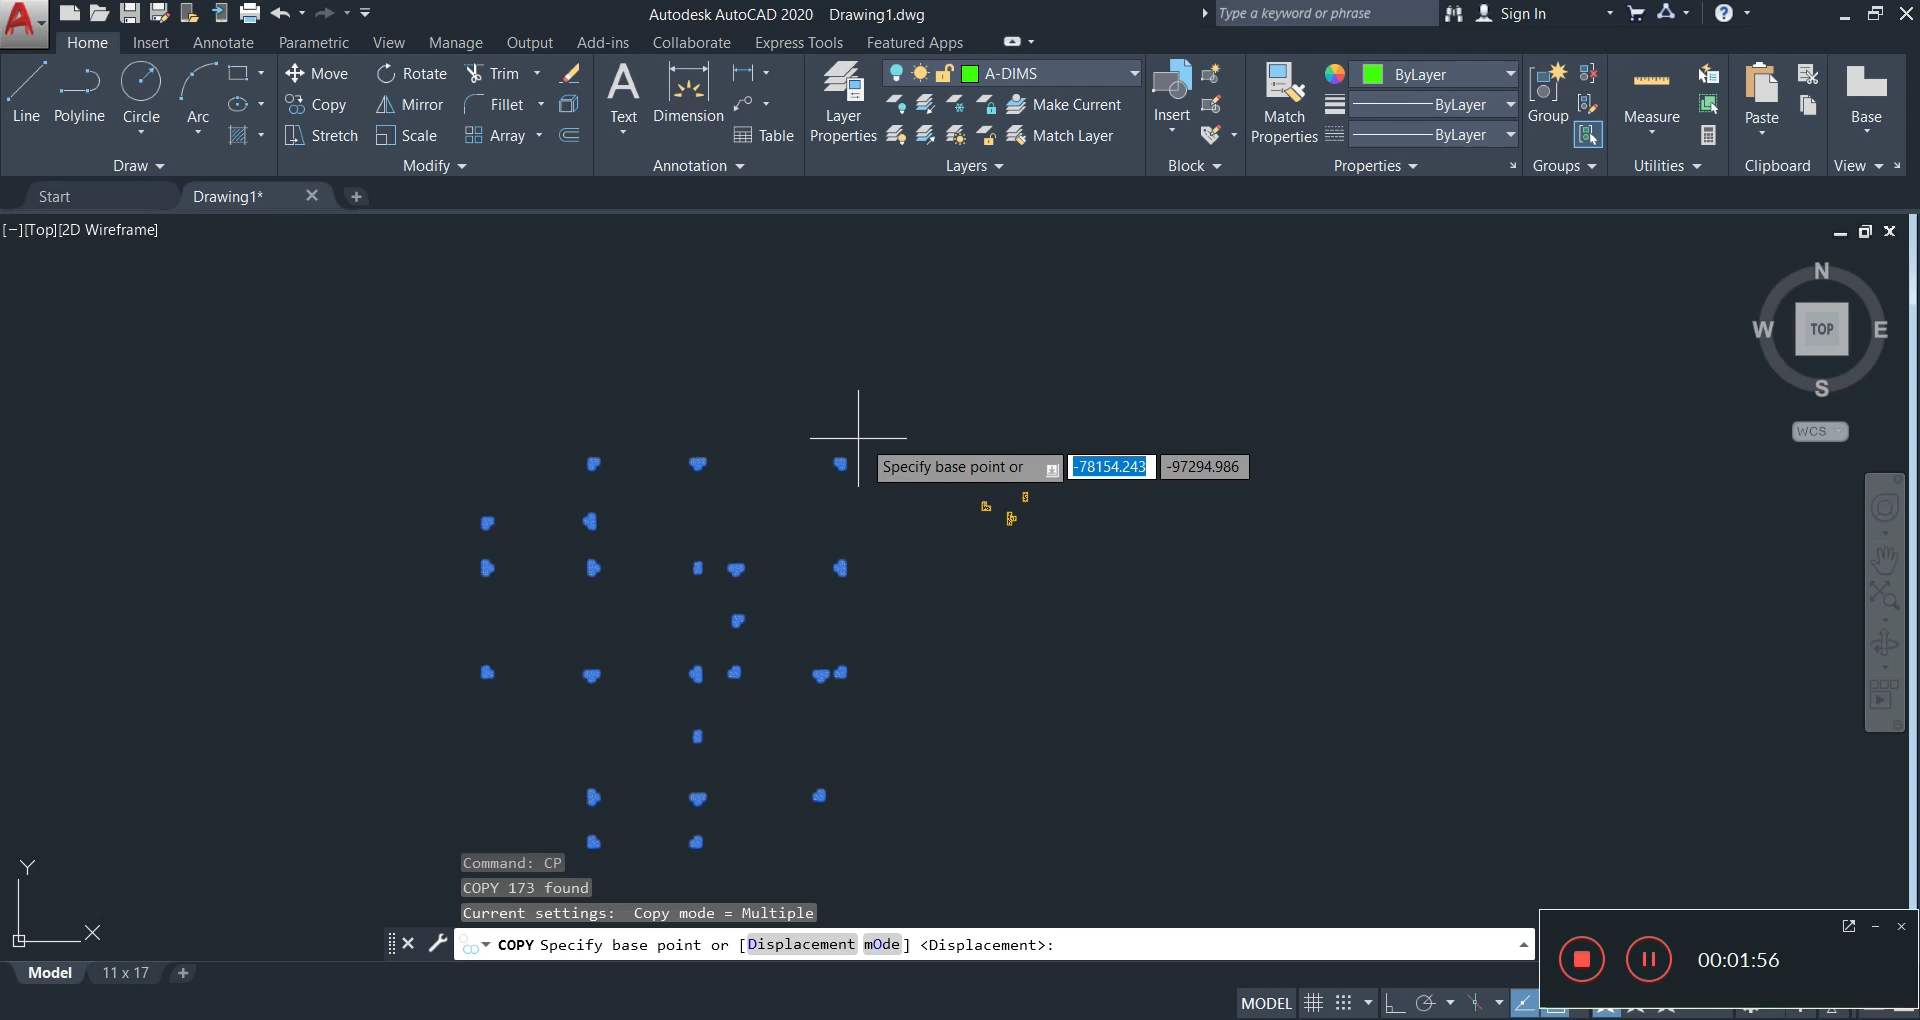 Autodesk AutoCAD 2020 Drawing1.dwg
Type a keyword or phrase
Sign In
Home Insert Annotate Parametric View Manage Output Add-ins Collaborate Express Tools Featured Apps
Line Polyline Circle Arc
Draw
Move Rotate Trim
Copy Mirror Fillet
Stretch Scale Array
Modify
Text Dimension
Table
Annotation
Layer Properties
A-DIMS
Make Current
Match Layer
Layers
Insert
Block
Match Properties
ByLayer
ByLayer
ByLayer
Properties
Group
Groups
Measure
Utilities
Paste
Clipboard
Base
View
Start Drawing1*
[−][Top][2D Wireframe]
N
W TOP E
S
WCS
Specify base point or -78154.243 -97294.986
Y
X
Command: CP
COPY 173 found
Current settings: Copy mode = Multiple
COPY Specify base point or [Displacement mOde] <Displacement>:
00:01:56
Model 11 x 17
MODEL